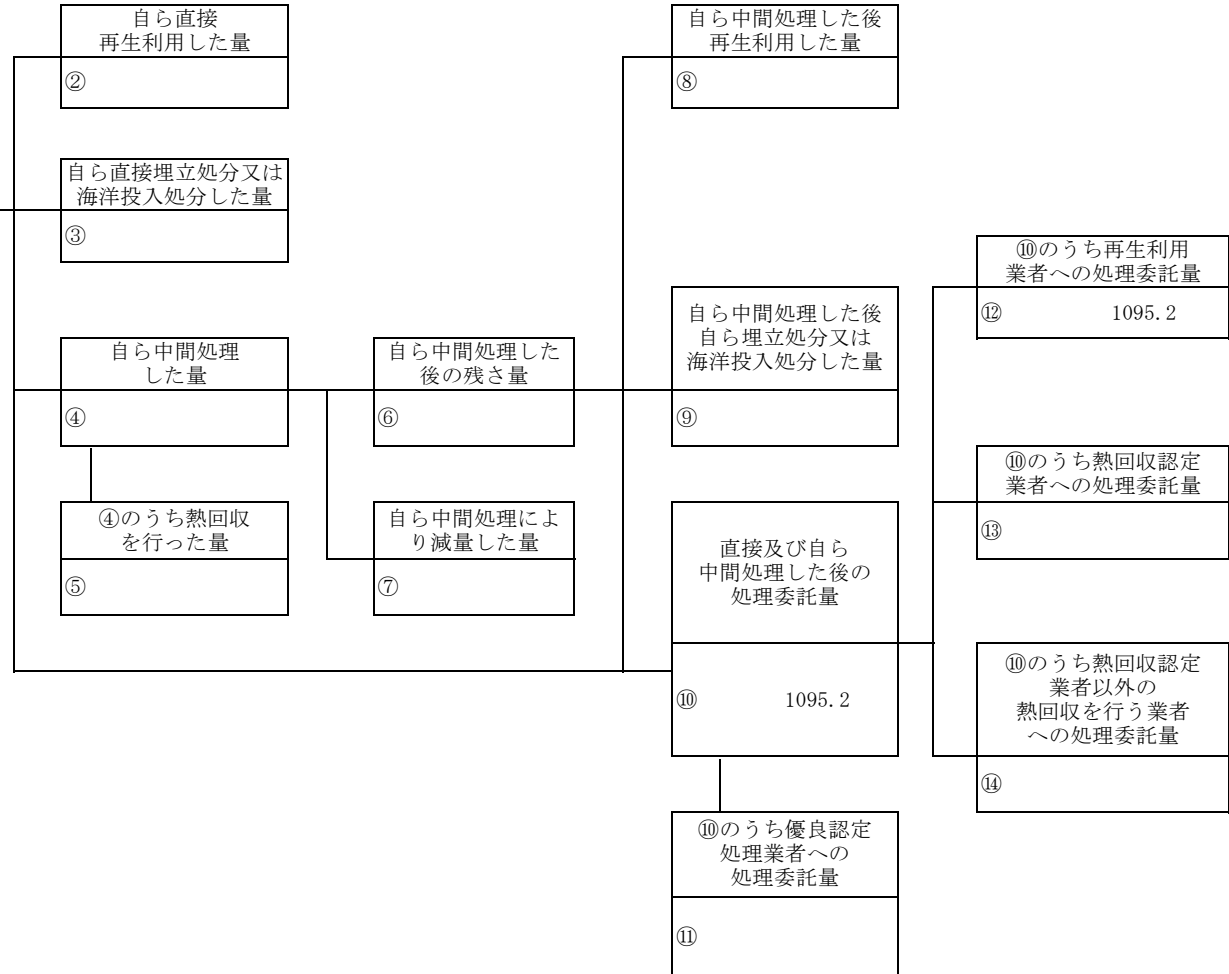 自ら直接
再生利用した量
②
自ら直接埋立処分又は
海洋投入処分した量
③
自ら中間処理
した量
④
④のうち熱回収
を行った量
⑤
自ら中間処理した
後の残さ量
⑥
自ら中間処理によ
り減量した量
⑦
自ら中間処理した後
再生利用した量
⑧
自ら中間処理した後
自ら埋立処分又は
海洋投入処分した量
⑨
直接及び自ら
中間処理した後の
処理委託量
⑩ 1095.2
⑩のうち優良認定
処理業者への
処理委託量
⑪
⑩のうち再生利用
業者への処理委託量
⑫ 1095.2
⑩のうち熱回収認定
業者への処理委託量
⑬
⑩のうち熱回収認定
業者以外の
熱回収を行う業者
への処理委託量
⑭